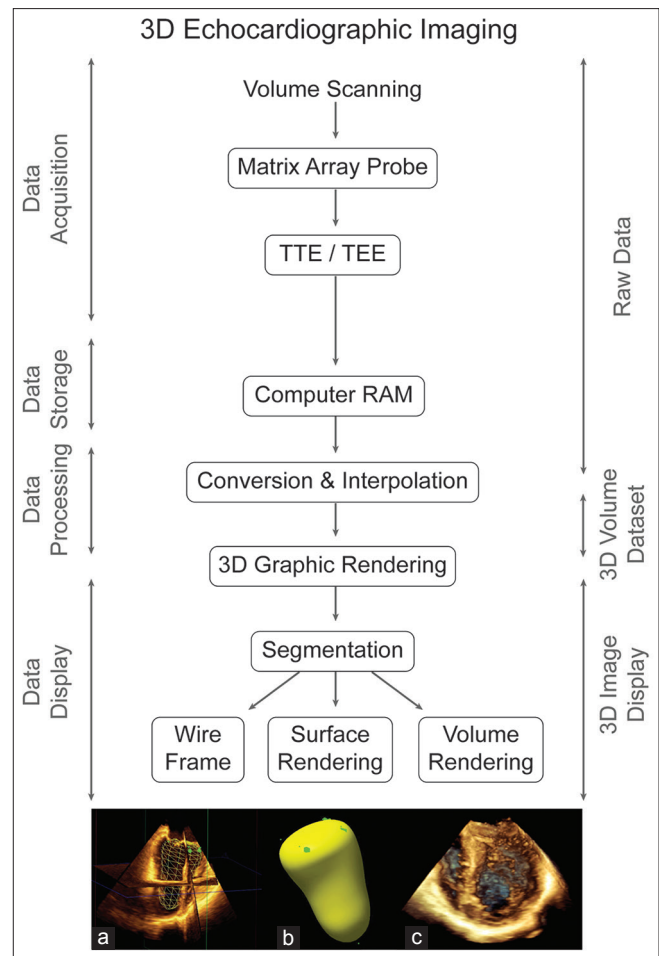 3D Echocardiographic Imaging
Volume Scanning
Matrix Array Probe
TTE / TEE
Computer RAM
Conversion & Interpolation
3D Graphic Rendering
Segmentation
Wire
Frame
Surface
Rendering
Volume
Rendering
Data
Acquisition
Data
Storage
Data
Processing
Data
Display
Raw Data
3D Volume
Dataset
3D Image
Display
a
b
c